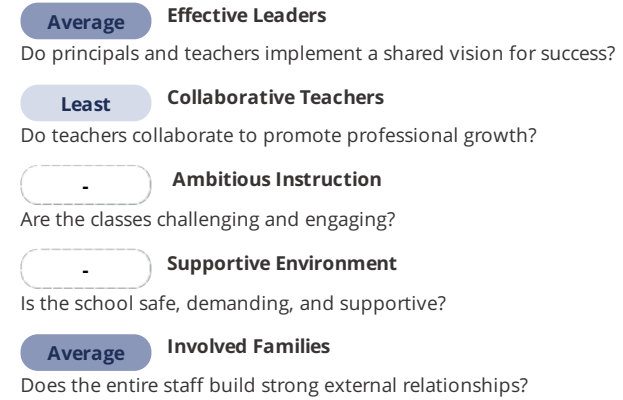 Average Effective Leaders
Do principals and teachers implement a shared vision for success?
Least Collaborative Teachers
Do teachers collaborate to promote professional growth?
- Ambitious Instruction
Are the classes challenging and engaging?
- Supportive Environment
Is the school safe, demanding, and supportive?
Average Involved Families
Does the entire staff build strong external relationships?